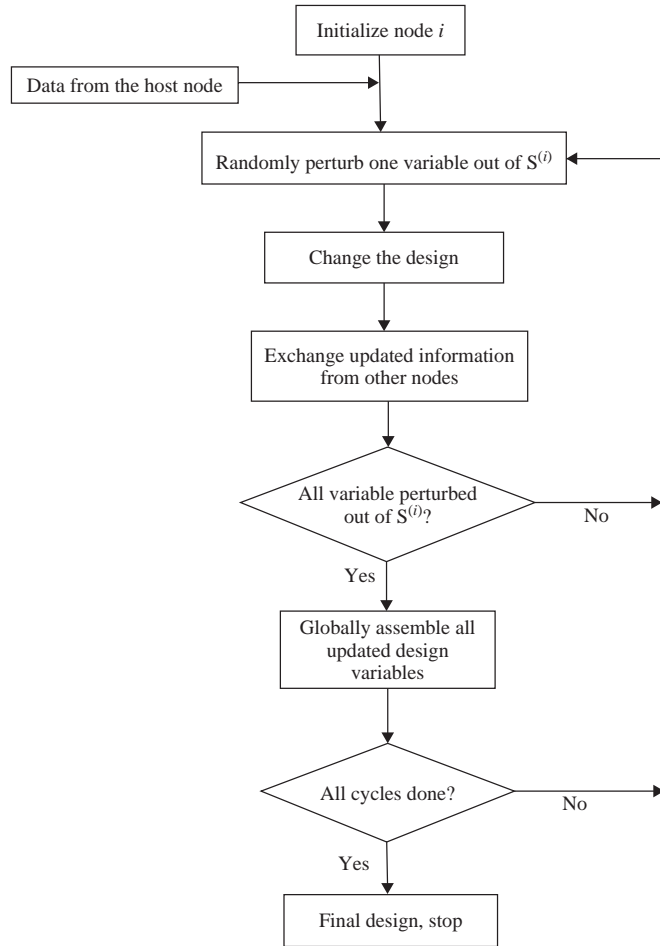 Initialize node i
Data from the host node
Randomly perturb one variable out of S^(i)
Change the design
Exchange updated information
from other nodes
All variable perturbed
out of S^(i)?
No
Yes
Globally assemble all
updated design
variables
All cycles done?
No
Yes
Final design, stop